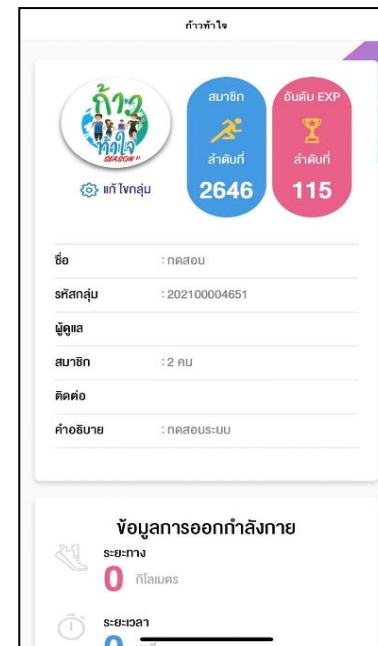 ก้าวท้าใจ
ก้าว
ท้าใจ
SEASON
แก้ไขกลุ่ม
สมาชิก
ลำดับที่
2646
อันดับ EXP
ลำดับที่
115
ชื่อ : ทดสอบ
รหัสกลุ่ม : 202100004651
ผู้ดูแล
สมาชิก : 2 คน
ติดต่อ
คำอธิบาย : ทดสอบระบบ
ข้อมูลการออกกำลังกาย
ระยะทาง
0 กิโลเมตร
ระยะเวลา
0